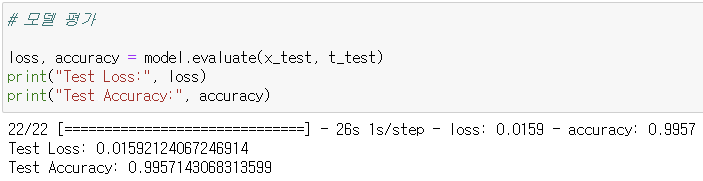 # 모델 평가
loss, accuracy = model.evaluate(x_test, t_test)
print("Test Loss:", loss)
print("Test Accuracy:", accuracy)
22/22 [==============================] - 26s 1s/step - loss: 0.0159 - accuracy: 0.9957
Test Loss: 0.01592124067246914
Test Accuracy: 0.9957143068313599